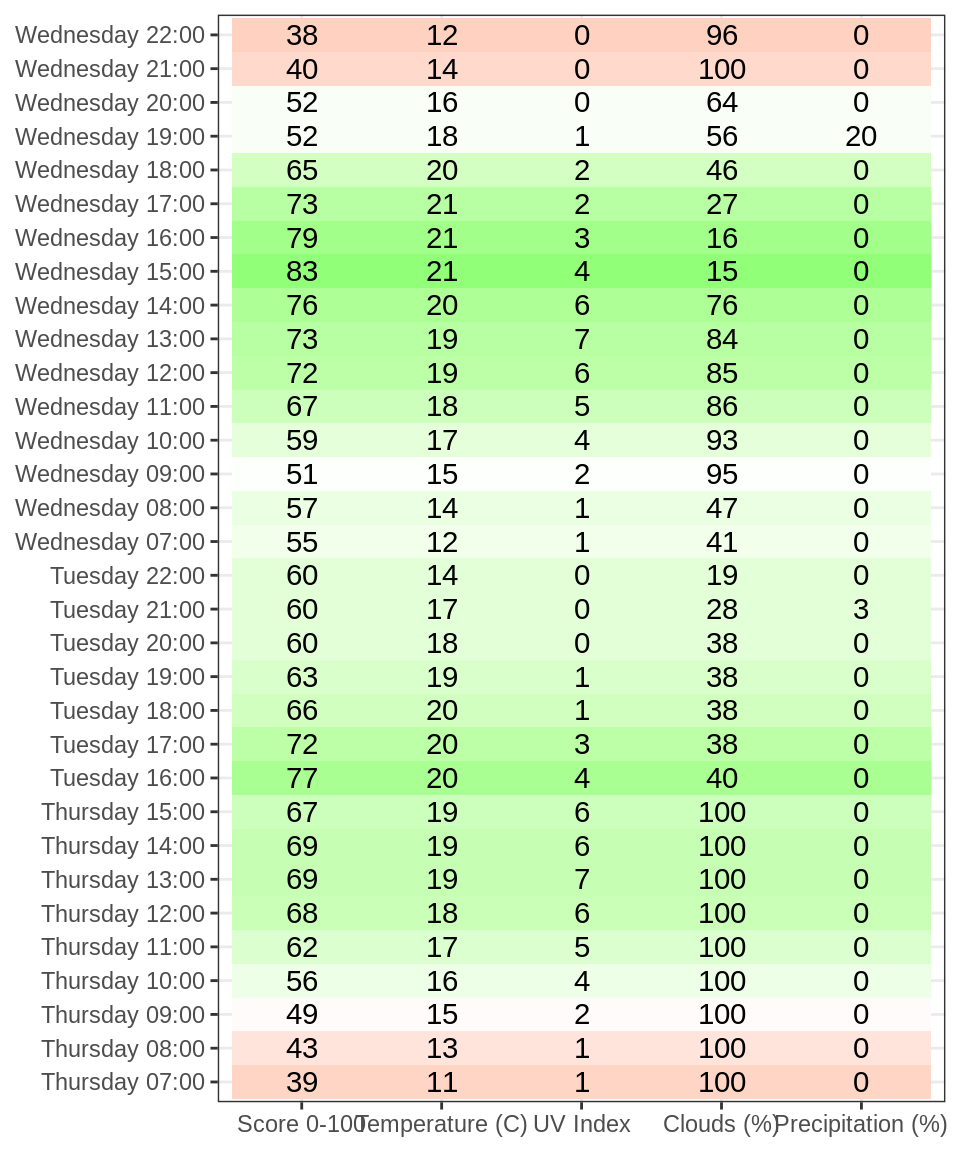 Wednesday 22:00 38 12 0 96 0
Wednesday 21:00 40 14 0 100 0
Wednesday 20:00 52 16 0 64 0
Wednesday 19:00 52 18 1 56 20
Wednesday 18:00 65 20 2 46 0
Wednesday 17:00 73 21 2 27 0
Wednesday 16:00 79 21 3 16 0
Wednesday 15:00 83 21 4 15 0
Wednesday 14:00 76 20 6 76 0
Wednesday 13:00 73 19 7 84 0
Wednesday 12:00 72 19 6 85 0
Wednesday 11:00 67 18 5 86 0
Wednesday 10:00 59 17 4 93 0
Wednesday 09:00 51 15 2 95 0
Wednesday 08:00 57 14 1 47 0
Wednesday 07:00 55 12 1 41 0
Tuesday 22:00 60 14 0 19 0
Tuesday 21:00 60 17 0 28 3
Tuesday 20:00 60 18 0 38 0
Tuesday 19:00 63 19 1 38 0
Tuesday 18:00 66 20 1 38 0
Tuesday 17:00 72 20 3 38 0
Tuesday 16:00 77 20 4 40 0
Thursday 15:00 67 19 6 100 0
Thursday 14:00 69 19 6 100 0
Thursday 13:00 69 19 7 100 0
Thursday 12:00 68 18 6 100 0
Thursday 11:00 62 17 5 100 0
Thursday 10:00 56 16 4 100 0
Thursday 09:00 49 15 2 100 0
Thursday 08:00 43 13 1 100 0
Thursday 07:00 39 11 1 100 0
Score 0-100 Temperature (C) UV Index Clouds (%) Precipitation (%)